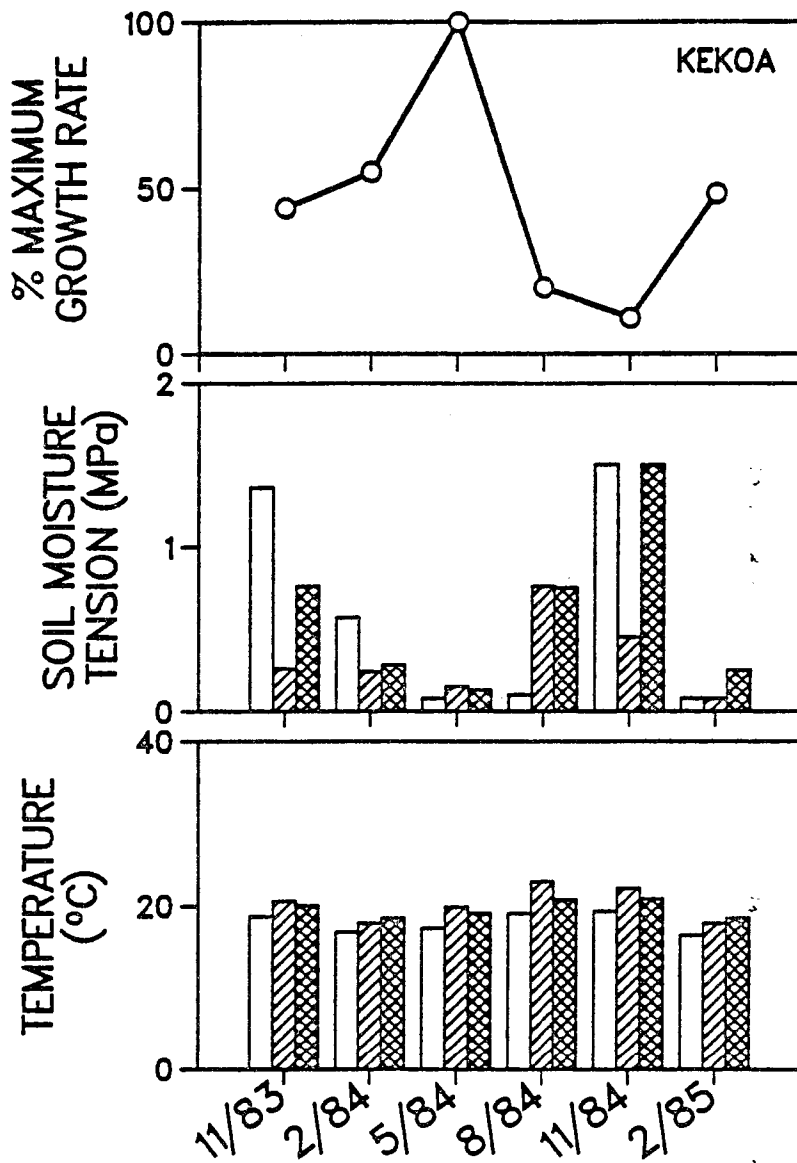 % MAXIMUM
GROWTH RATE
100
50
0
KEKOA
SOIL MOISTURE
TENSION (MPa)
2
1
0
TEMPERATURE
(°C)
40
20
0
11/83
2/84
5/84
8/84
11/84
2/85